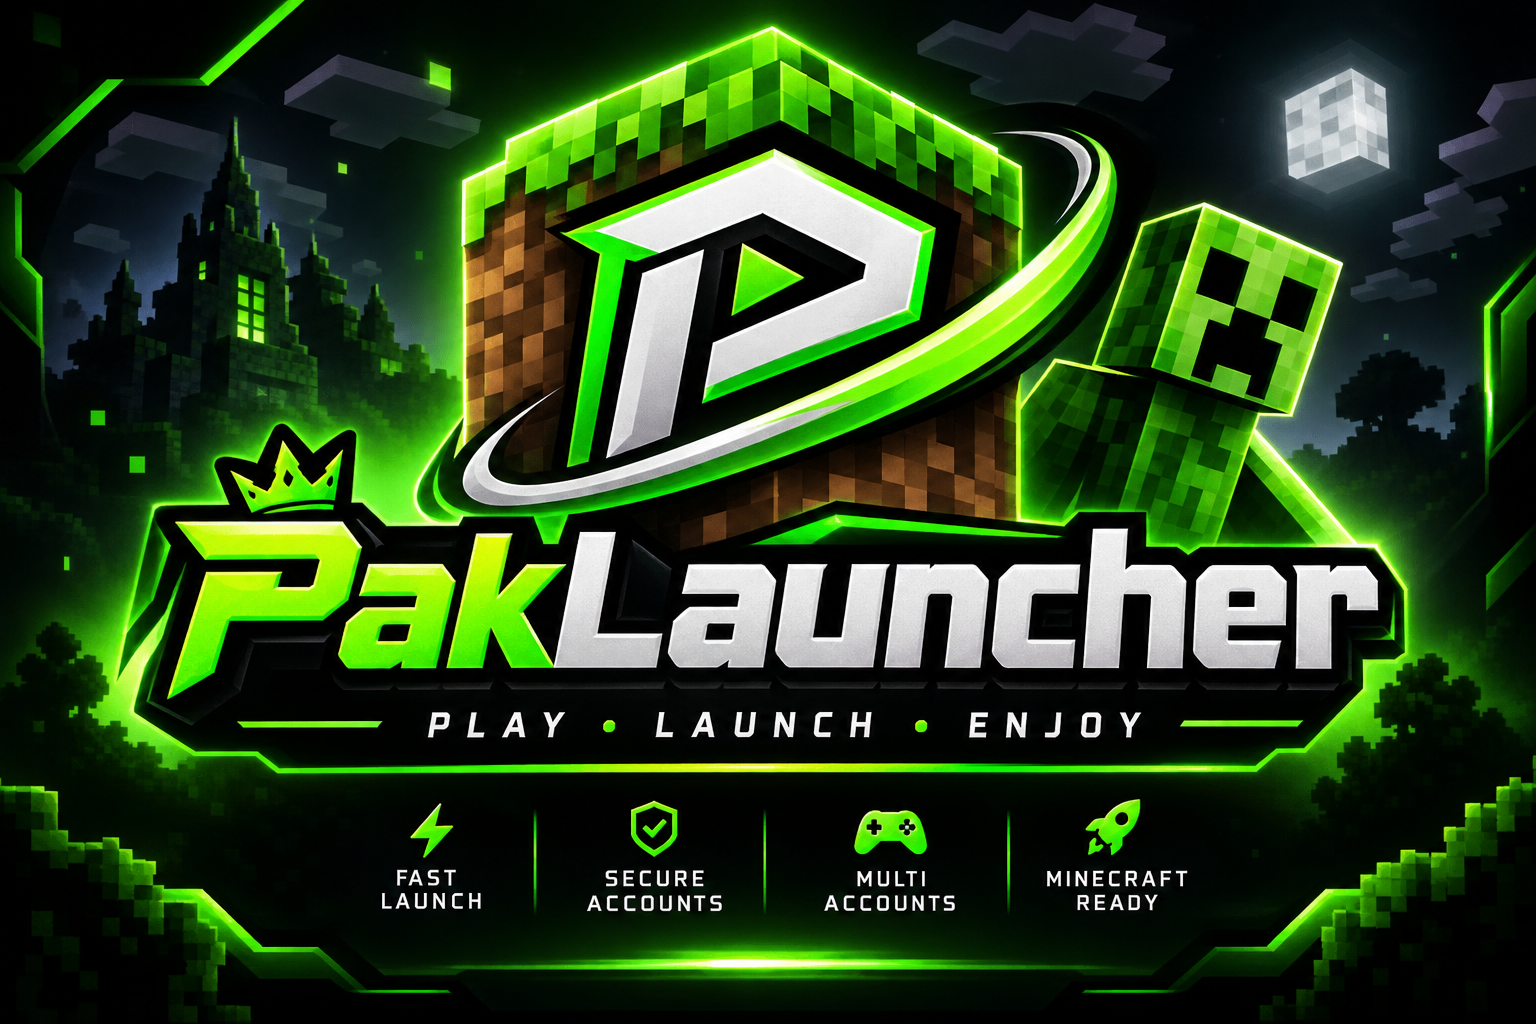 P
PakLauncher
PLAY • LAUNCH • ENJOY
FAST
LAUNCH
SECURE
ACCOUNTS
MULTI
ACCOUNTS
MINECRAFT
READY